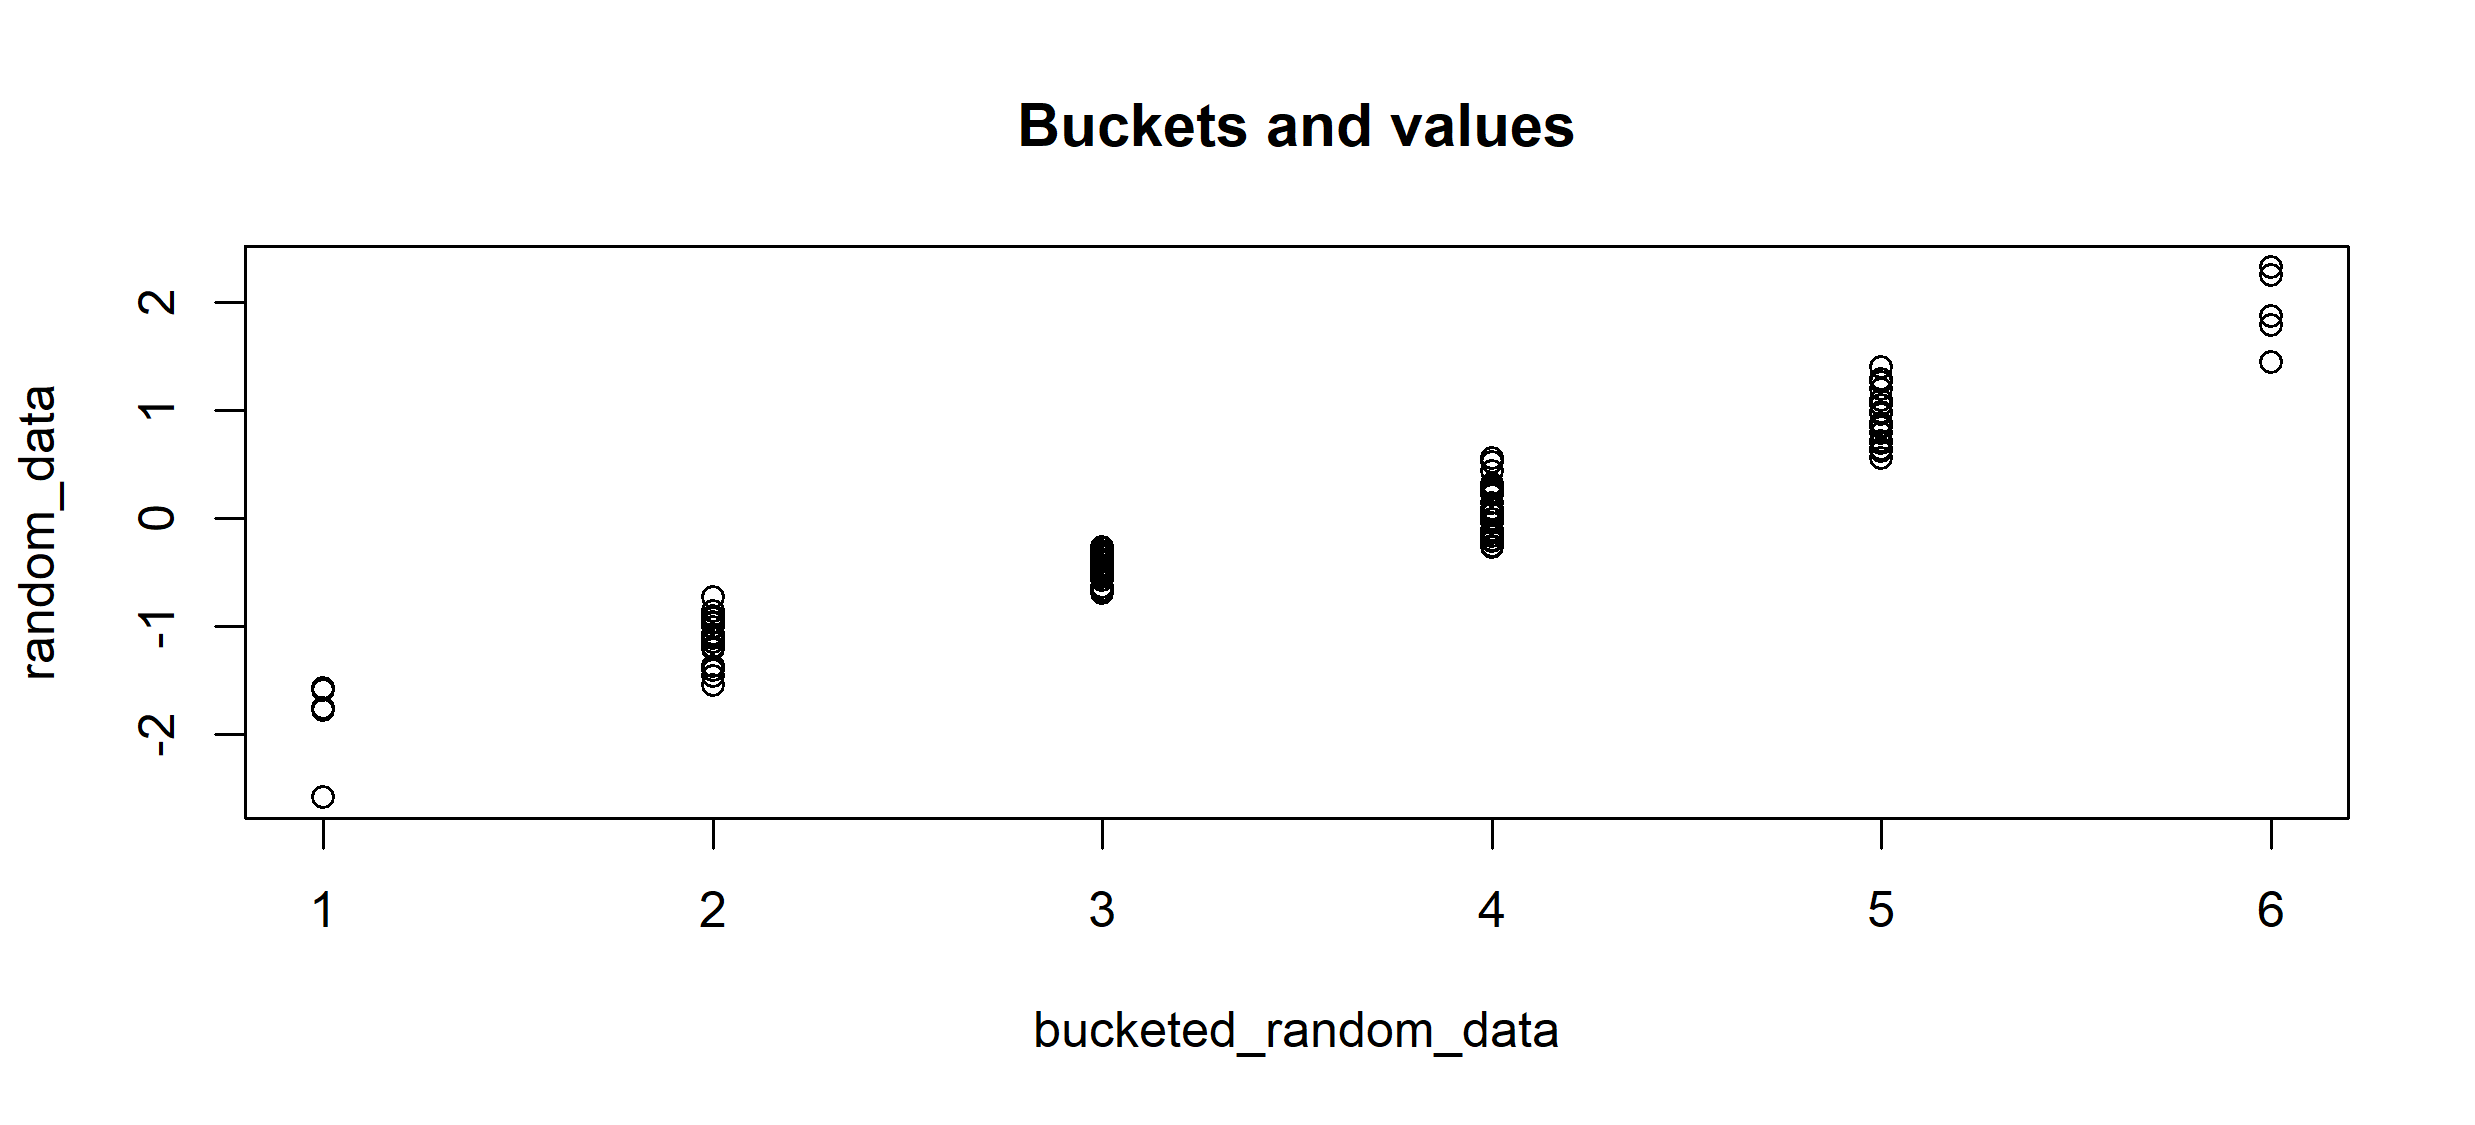 Buckets and values
random_data
2
1
0
-1
-2
1 2 3 4 5 6
bucketed_random_data